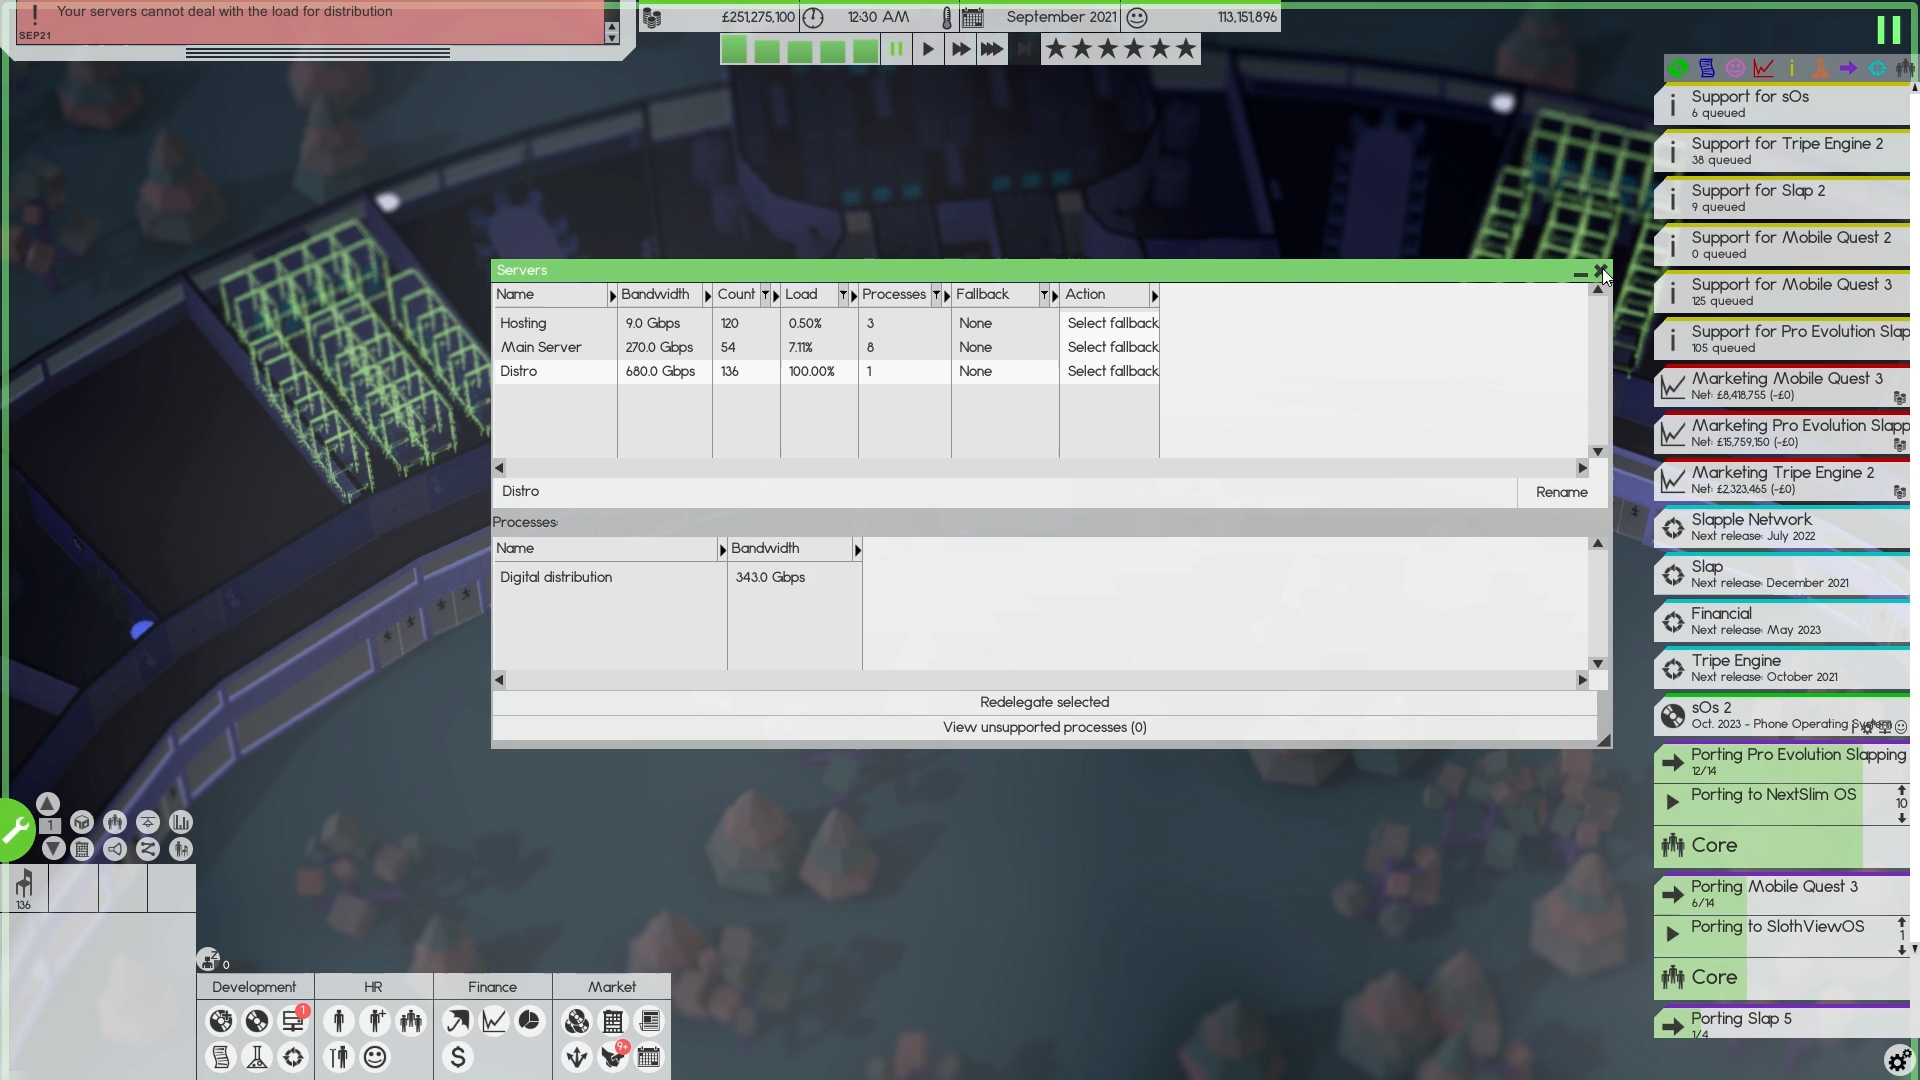 Your servers cannot deal with the load for distribution
SEP21
£251,275,100
12:30 AM
September 2021
113,151,896
Support for sOs
6 queued
Support for Tripe Engine 2
38 queued
Support for Slap 2
9 queued
Support for Mobile Quest 2
0 queued
Support for Mobile Quest 3
125 queued
Support for Pro Evolution Slap
105 queued
Marketing Mobile Quest 3
Net: £8,418,755 (-£0)
Marketing Pro Evolution Slapp
Net: £15,759,150 (-£0)
Marketing Tripe Engine 2
Net: £2,323,465 (-£0)
Slapple Network
Next release: July 2022
Slap
Next release: December 2021
Financial
Next release: May 2023
Tripe Engine
Next release: October 2021
sOs 2
Oct. 2023 - Phone Operating System
Porting Pro Evolution Slapping
12/14
Porting to NextSlim OS
10
Core
Porting Mobile Quest 3
6/14
Porting to SlothViewOS
1
Core
Porting Slap 5
1/4
Servers
Name Bandwidth Count Load Processes Fallback Action
Hosting 9.0 Gbps 120 0.50% 3 None Select fallback
Main Server 270.0 Gbps 54 7.11% 8 None Select fallback
Distro 680.0 Gbps 136 100.00% 1 None Select fallback
Distro
Rename
Processes:
Name Bandwidth
Digital distribution 343.0 Gbps
Redelegate selected
View unsupported processes (0)
1
136
0
Development HR Finance Market
1
9+